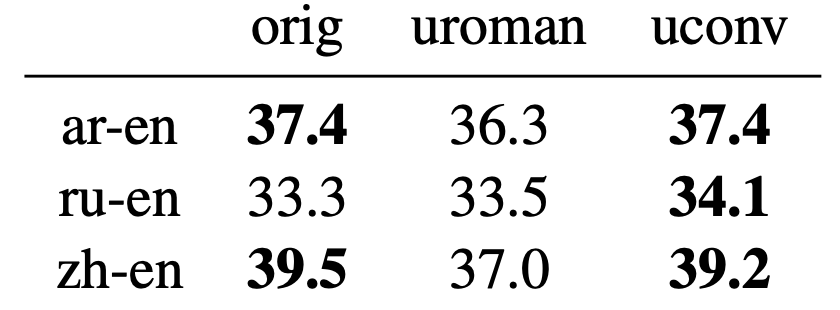 orig uroman uconv
ar-en 37.4 36.3 37.4
ru-en 33.3 33.5 34.1
zh-en 39.5 37.0 39.2